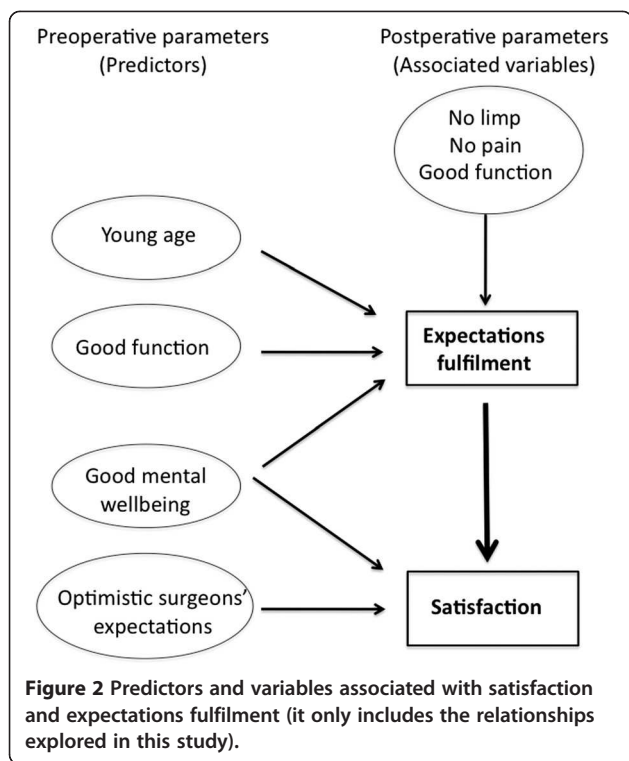 Preoperative parameters
(Predictors)
Postperative parameters
(Associated variables)
No limp
No pain
Good function
Young age
Good function
Expectations
fulfilment
Good mental
wellbeing
Optimistic surgeons’
expectations
Satisfaction
Figure 2 Predictors and variables associated with satisfaction
and expectations fulfilment (it only includes the relationships
explored in this study).